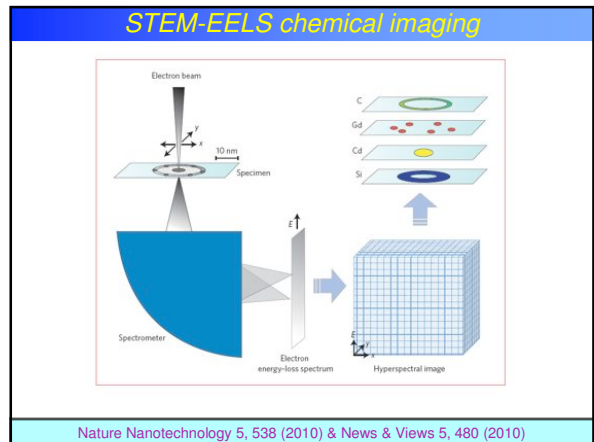 STEM-EELS chemical imaging
Electron beam
y
x
10 nm
Specimen
C
Gd
Cd
Si
E
Spectrometer
Electron
energy-loss spectrum
E
y
x
Hyperspectral image
Nature Nanotechnology 5, 538 (2010) & News & Views 5, 480 (2010)